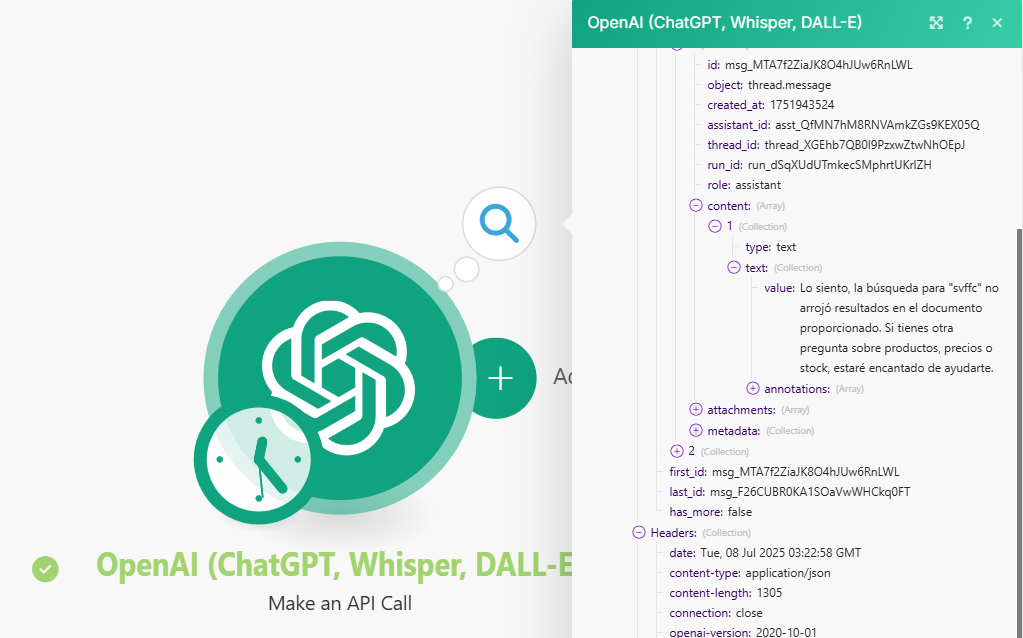 OpenAI (ChatGPT, Whisper, DALL-E)
?
id: msg_MTA7f2ZiaJK8O4hJUw6RnLWL
object: thread.message
created_at: 1751943524
assistant_id: asst_QfMN7hM8RNVAmkZGs9KEX05Q
thread_id: thread_XGEhb7QB0I9PzxwZtwNhOEpJ
run_id: run_dSqXUdUTmkecSMphrtUKrlZH
role: assistant
content: (Array)
1 (Collection)
type: text
text: (Collection)
value: Lo siento, la búsqueda para "svffc" no
arrojó resultados en el documento
proporcionado. Si tienes otra
pregunta sobre productos, precios o
stock, estaré encantado de ayudarte.
annotations: (Array)
attachments: (Array)
metadata: (Collection)
2 (Collection)
first_id: msg_MTA7f2ZiaJK8O4hJUw6RnLWL
last_id: msg_F26CUBR0KA1SOaVwWHCkq0FT
has_more: false
Headers: (Collection)
date: Tue, 08 Jul 2025 03:22:58 GMT
content-type: application/json
content-length: 1305
connection: close
openai-version: 2020-10-01
OpenAI (ChatGPT, Whisper, DALL-E
Make an API Call